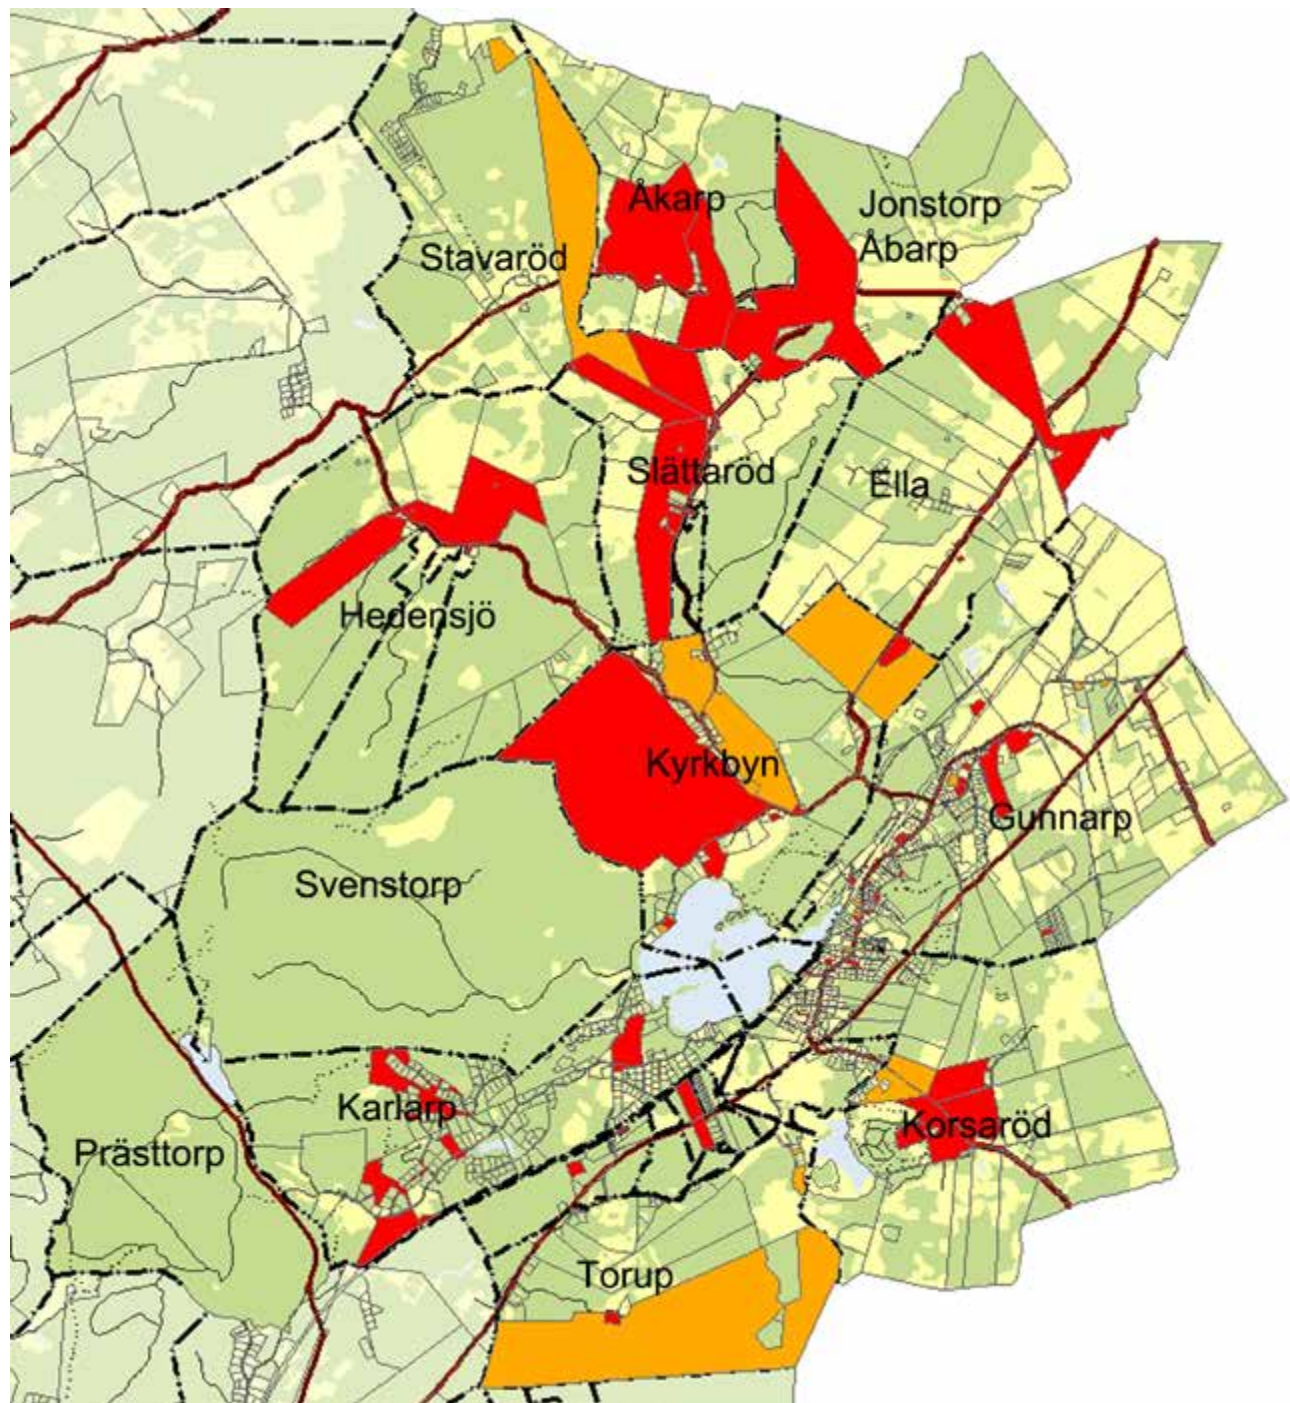 Åkarp
Jonstorp
Åbarp
Stavaröd
Slättaröd
Ella
Hedensjö
Kyrkbyn
Gunnarp
Svenstorp
Karlarp
Korsaröd
Prästtorp
Torup